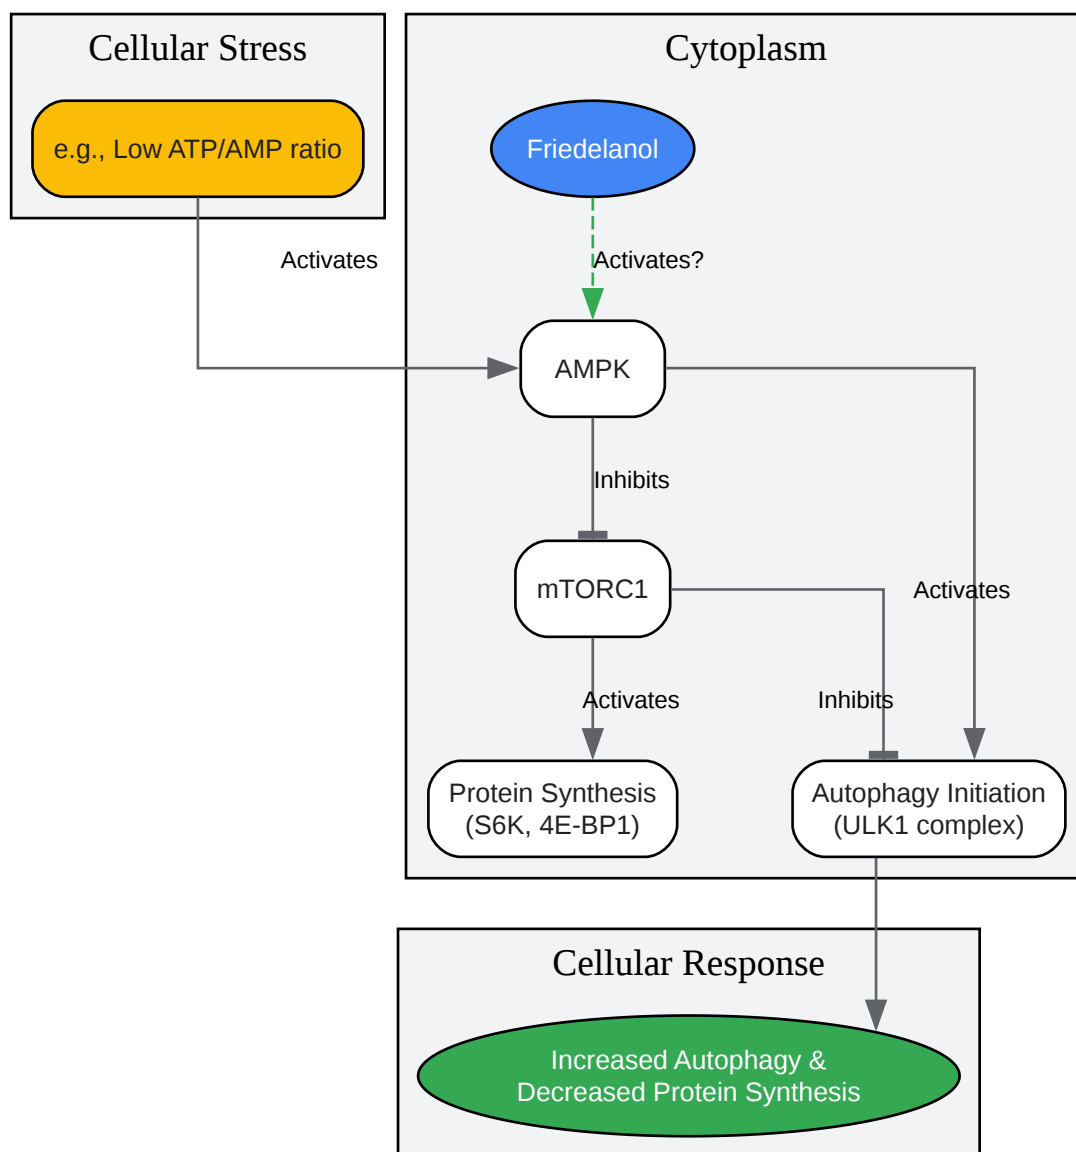 Cellular Stress
e.g., Low ATP/AMP ratio
Activates
Cytoplasm
Friedelanol
Activates?
AMPK
Inhibits
mTORC1
Activates
Activates
Inhibits
Protein Synthesis
(S6K, 4E-BP1)
Autophagy Initiation
(ULK1 complex)
Cellular Response
Increased Autophagy &
Decreased Protein Synthesis